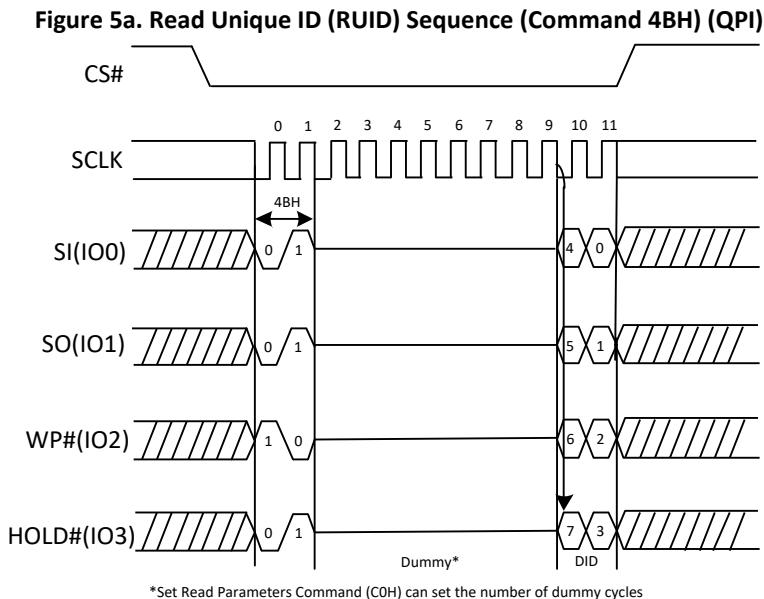 Figure 5a. Read Unique ID (RUID) Sequence (Command 4BH) (QPI)
CS#
0 1 2 3 4 5 6 7 8 9 10 11
SCLK
4BH
SI(IO0) 0 1 4 0
SO(IO1) 0 1 5 1
WP#(IO2) 1 0 6 2
HOLD#(IO3) 0 1 7 3
Dummy* DID
*Set Read Parameters Command (C0H) can set the number of dummy cycles